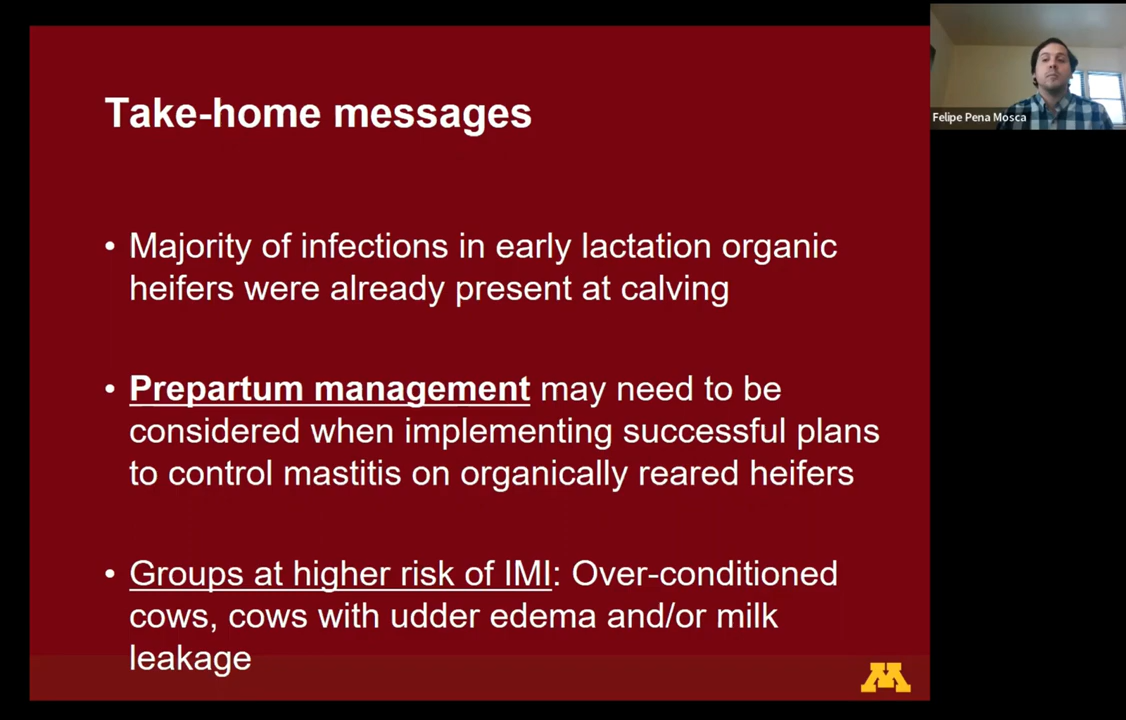 Take-home messages
• Majority of infections in early lactation organic
heifers were already present at calving
• Prepartum management may need to be
considered when implementing successful plans
to control mastitis on organically reared heifers
• Groups at higher risk of IMI: Over-conditioned
cows, cows with udder edema and/or milk
leakage
M
Felipe Pena Mosca